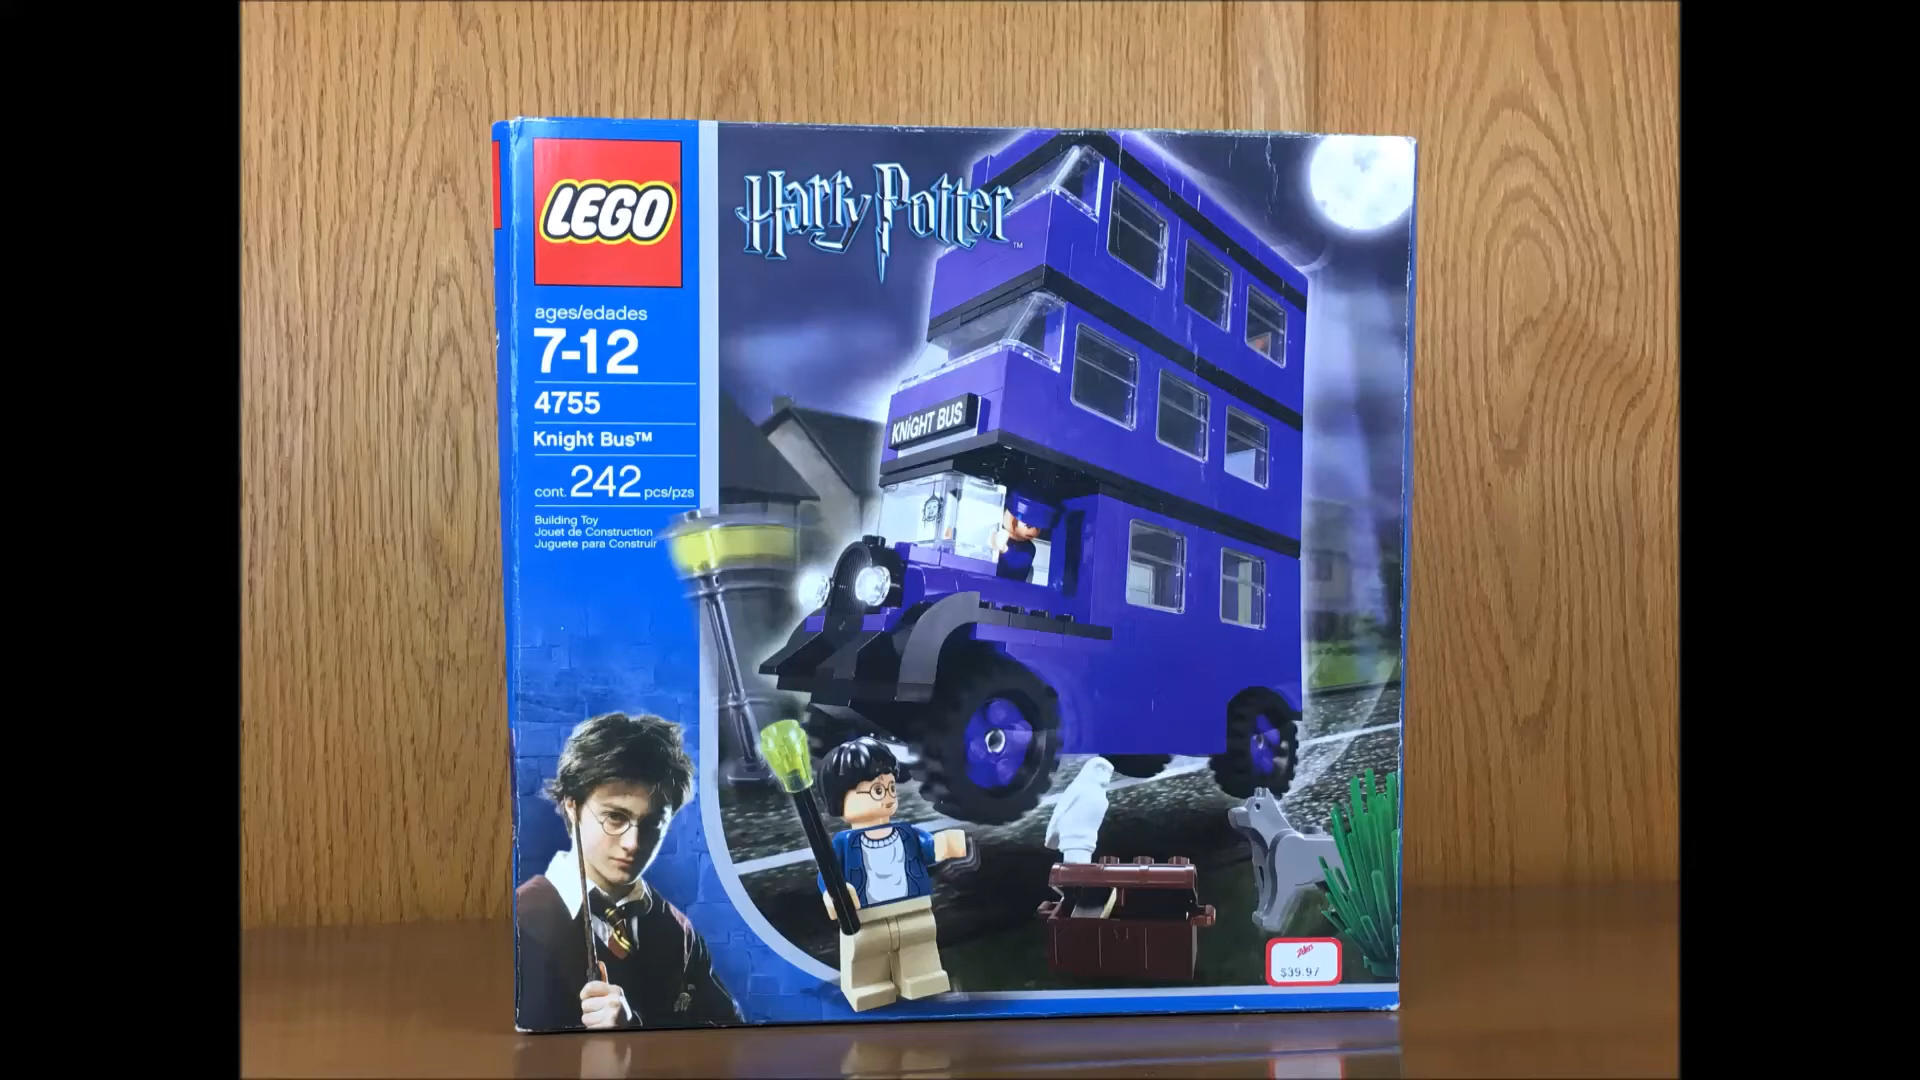 LEGO
Harry Potter™
ages/edades
7-12
4755
Knight Bus™
cont. 242 pcs/pzs
Building Toy
Jouet de Construction
Juguete para Construir
KNiGHT BUS
$39.97